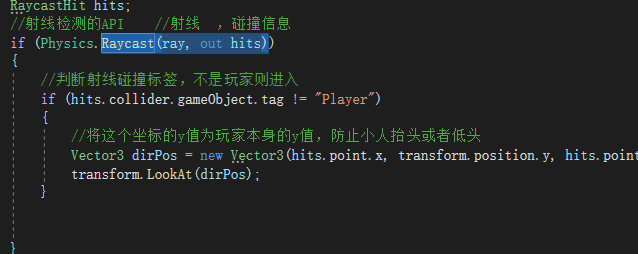 RaycastHit hits;
//射线检测的API    //射线  ，碰撞信息
if (Physics.Raycast(ray, out hits))
{
    //判断射线碰撞标签，不是玩家则进入
    if (hits.collider.gameObject.tag != "Player")
    {
        //将这个坐标的y值为玩家本身的y值，防止小人抬头或者低头
        Vector3 dirPos = new Vector3(hits.point.x, transform.position.y, hits.poin
        transform.LookAt(dirPos);
    }
}